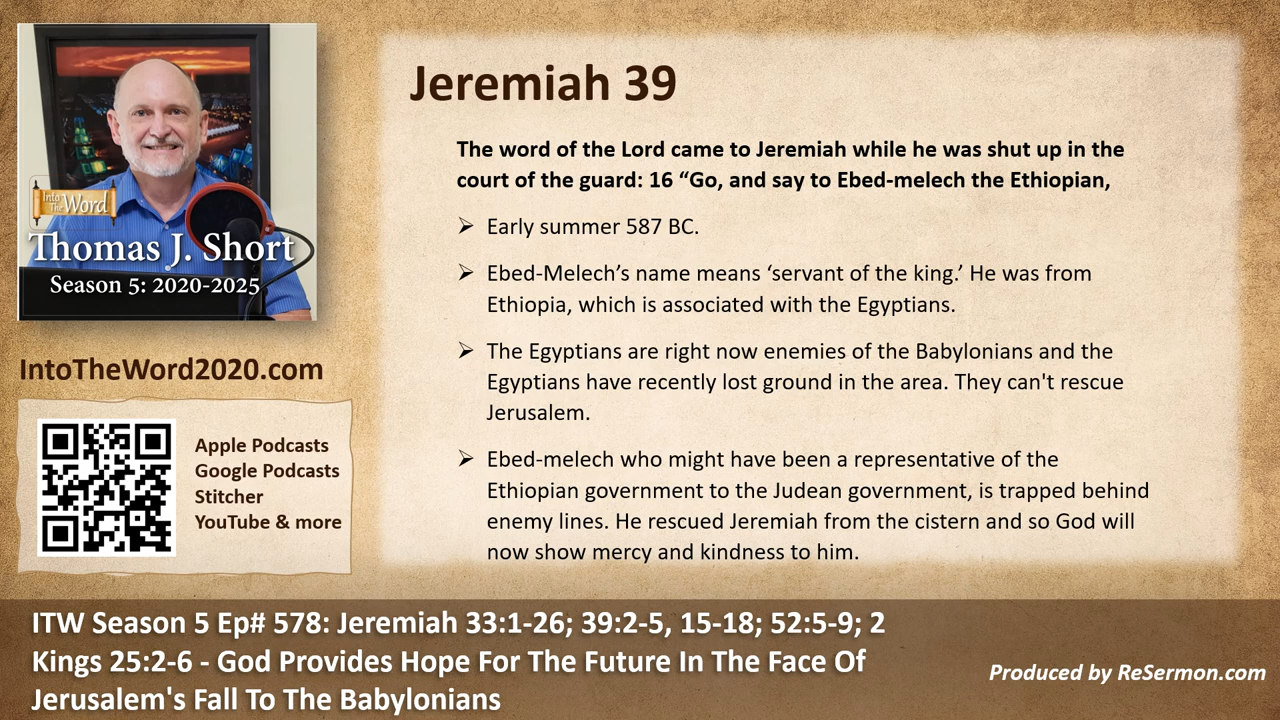 Into
The Word
Thomas J. Short
Season 5: 2020-2025
IntoTheWord2020.com
Apple Podcasts
Google Podcasts
Stitcher
YouTube & more
Jeremiah 39
The word of the Lord came to Jeremiah while he was shut up in the
court of the guard: 16 “Go, and say to Ebed-melech the Ethiopian,
➢ Early summer 587 BC.
➢ Ebed-Melech’s name means ‘servant of the king.’ He was from
Ethiopia, which is associated with the Egyptians.
➢ The Egyptians are right now enemies of the Babylonians and the
Egyptians have recently lost ground in the area. They can't rescue
Jerusalem.
➢ Ebed-melech who might have been a representative of the
Ethiopian government to the Judean government, is trapped behind
enemy lines. He rescued Jeremiah from the cistern and so God will
now show mercy and kindness to him.
ITW Season 5 Ep# 578: Jeremiah 33:1-26; 39:2-5, 15-18; 52:5-9; 2
Kings 25:2-6 - God Provides Hope For The Future In The Face Of
Jerusalem's Fall To The Babylonians
Produced by ReSermon.com